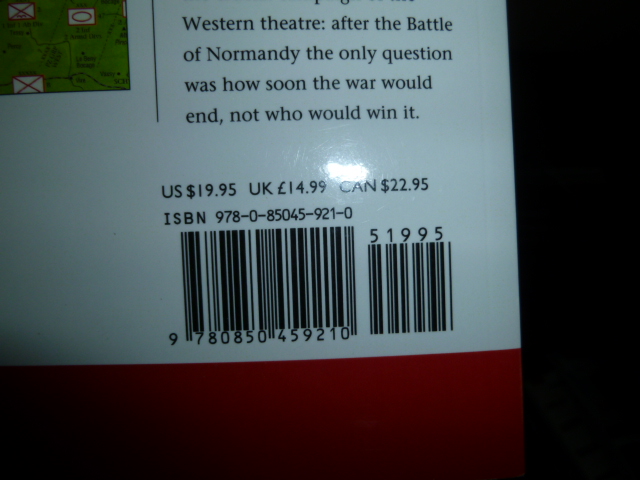 Western theatre: after the Battle
of Normandy the only question
was how soon the war would
end, not who would win it.
US $19.95 UK £14.99 CAN $22.95
ISBN 978-0-85045-921-0
51995
9 780850 459210